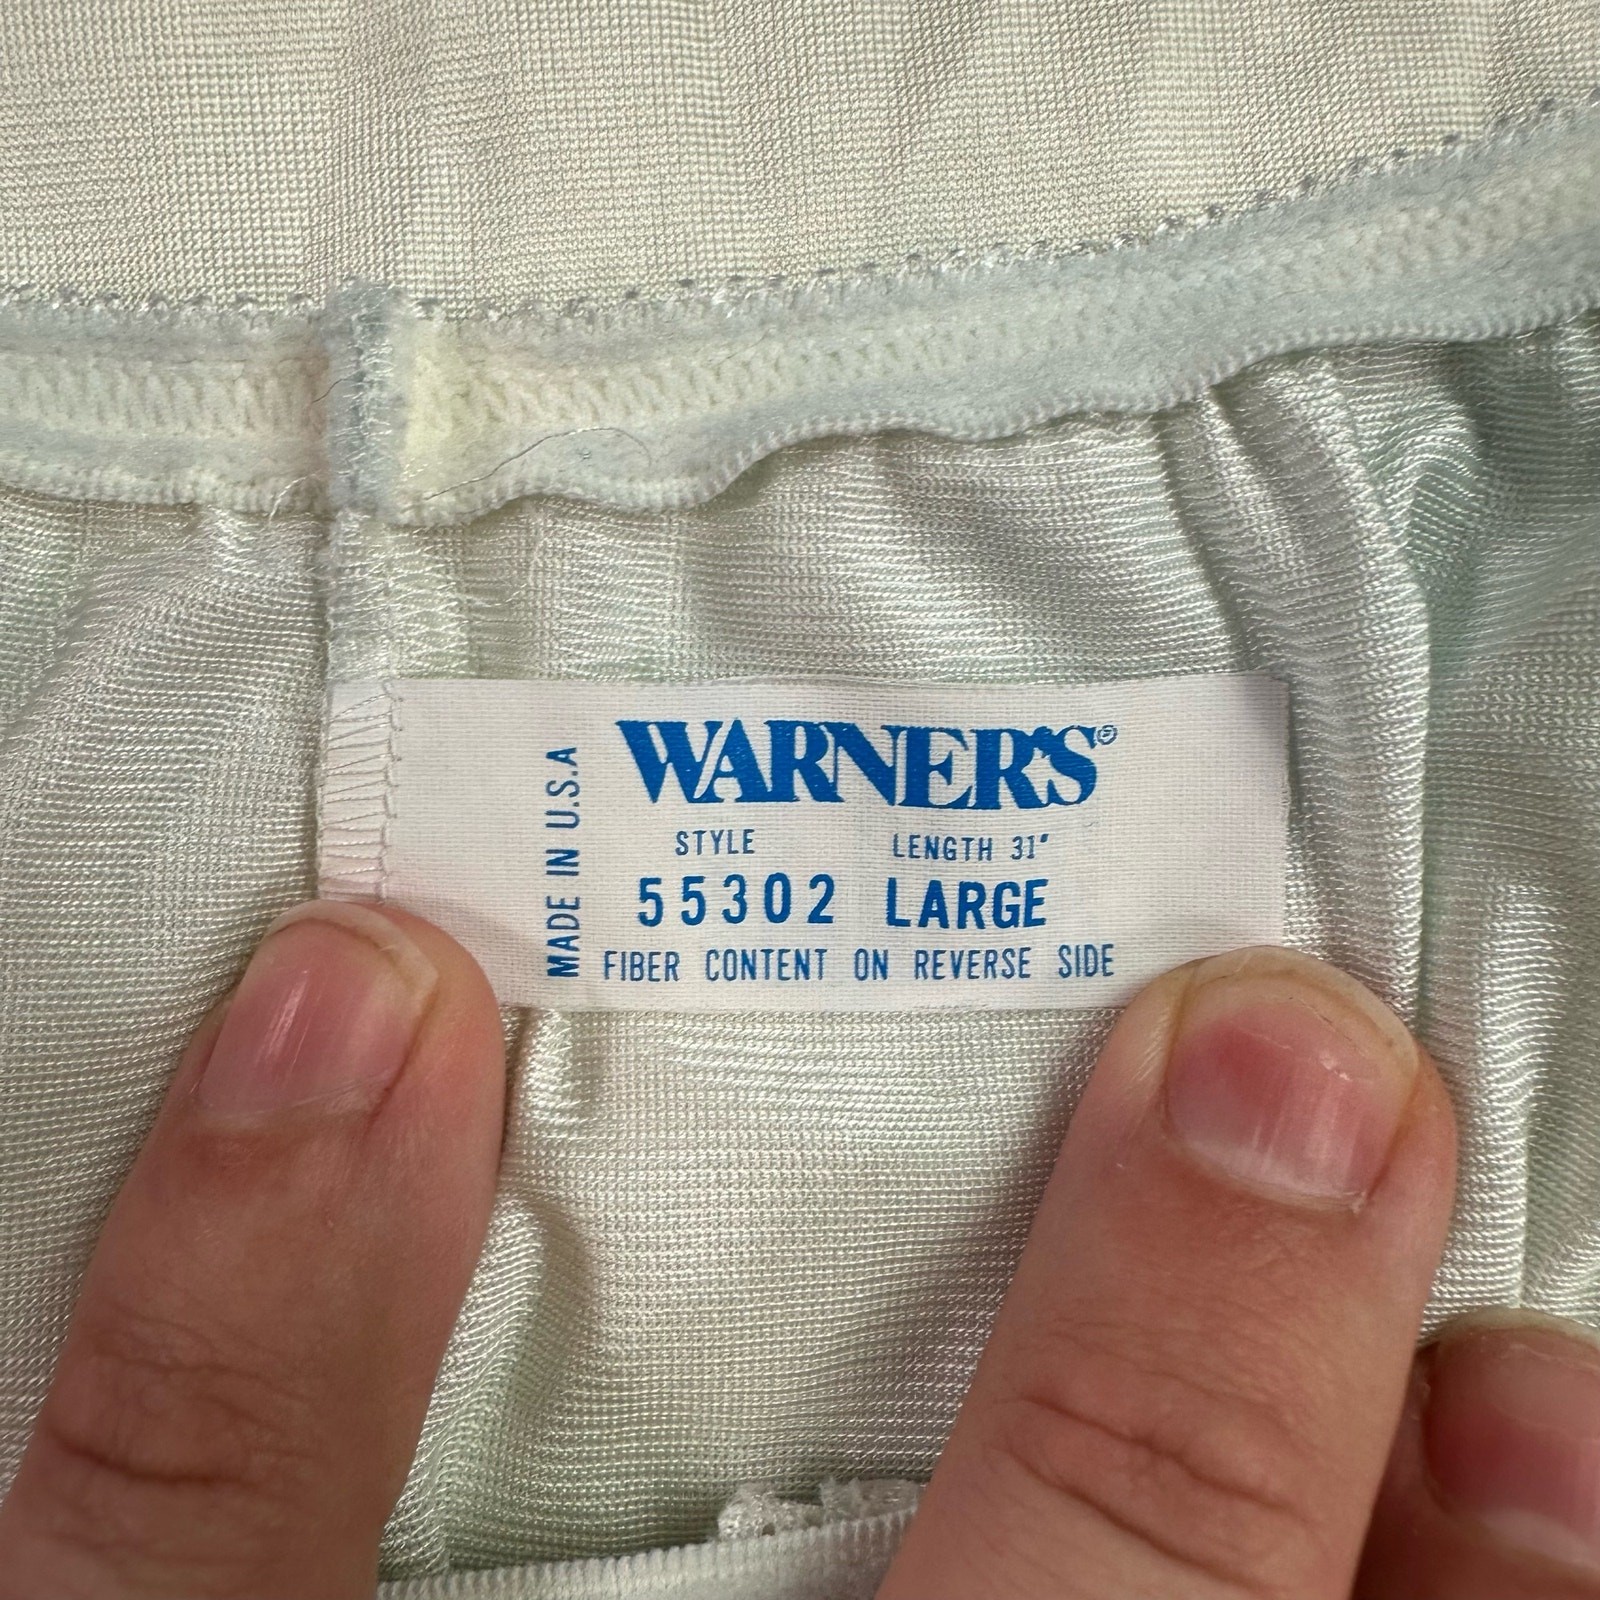 WARNER'S®
STYLE LENGTH 31"
55302 LARGE
FIBER CONTENT ON REVERSE SIDE
MADE IN U.S.A